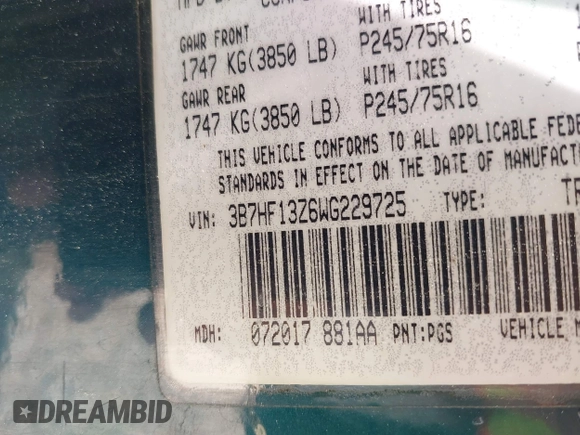 WITH TIRES
GAWR FRONT
1747 KG(3850 LB) P245/75R16
WITH TIRES
GAWR REAR
1747 KG(3850 LB) P245/75R16
THIS VEHICLE CONFORMS TO ALL APPLICABLE FEDE
STANDARDS IN EFFECT ON THE DATE OF MANUFACT
VIN: 3B7HF13Z6WG229725 TYPE:
MDH: 072017 881AA PNT:PGS VEHICLE M
DREAMBID